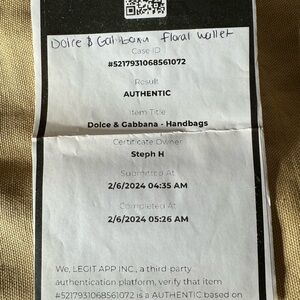 Dolce & Gabbana floral wallet
Case ID
#5217931068561072
Result
AUTHENTIC
Item Title
Dolce & Gabbana - Handbags
Certificate Owner
Steph H
Submitted At
2/6/2024 04:35 AM
Completed At
2/6/2024 05:26 AM
We, LEGIT APP INC., a third-party
authentication platform, verify that item
#5217931068561072 is a AUTHENTIC based on